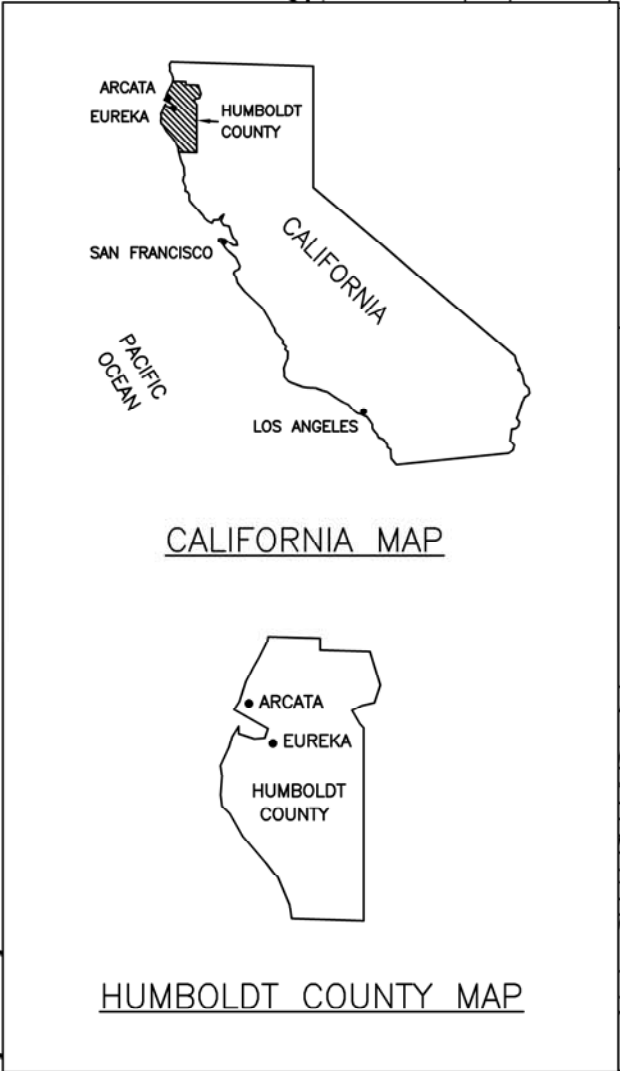 ARCATA
EUREKA
HUMBOLDT
COUNTY
SAN FRANCISCO
CALIFORNIA
PACIFIC
OCEAN
LOS ANGELES
CALIFORNIA MAP
ARCATA
EUREKA
HUMBOLDT
COUNTY
HUMBOLDT COUNTY MAP